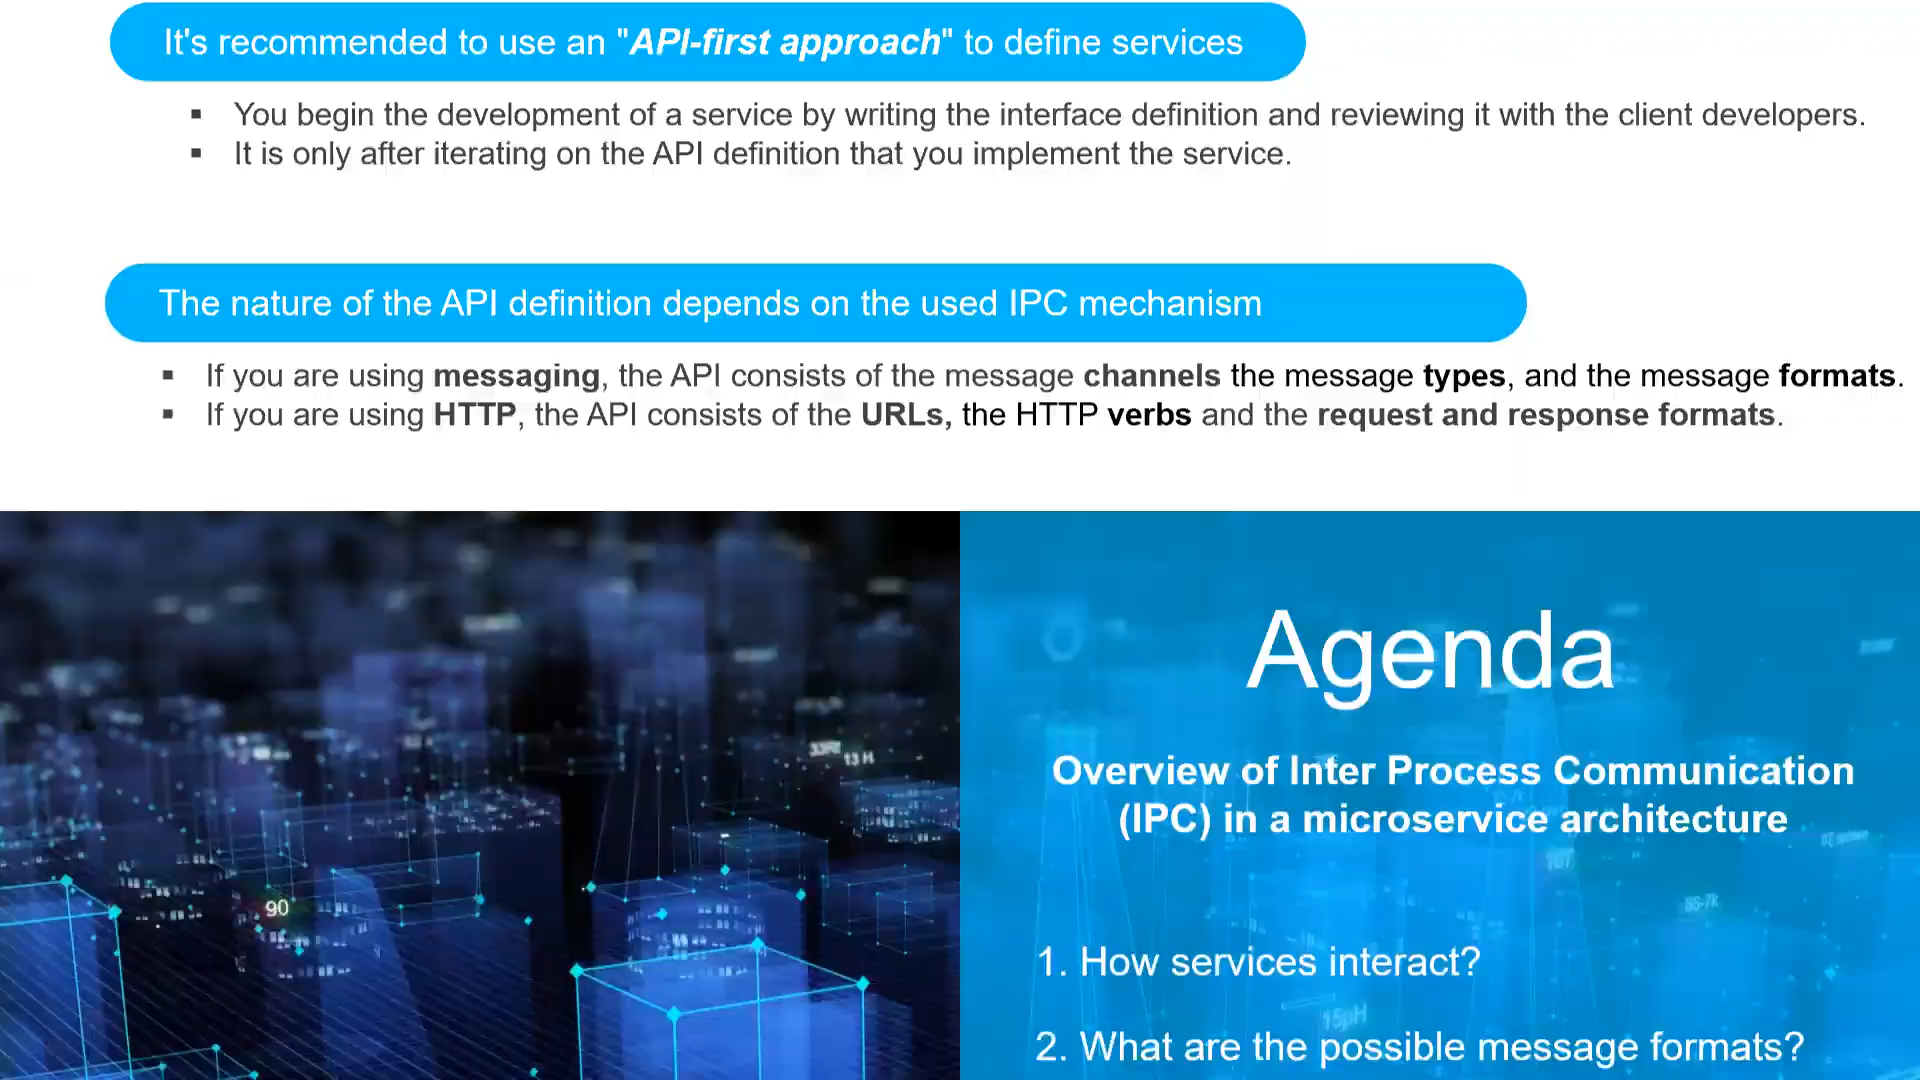 It's recommended to use an "API-first approach" to define services
▪ You begin the development of a service by writing the interface definition and reviewing it with the client developers.
▪ It is only after iterating on the API definition that you implement the service.
The nature of the API definition depends on the used IPC mechanism
▪ If you are using messaging, the API consists of the message channels the message types, and the message formats.
▪ If you are using HTTP, the API consists of the URLs, the HTTP verbs and the request and response formats.
Agenda
Overview of Inter Process Communication
(IPC) in a microservice architecture
13 H
90
1. How services interact?
15pH
2. What are the possible message formats?